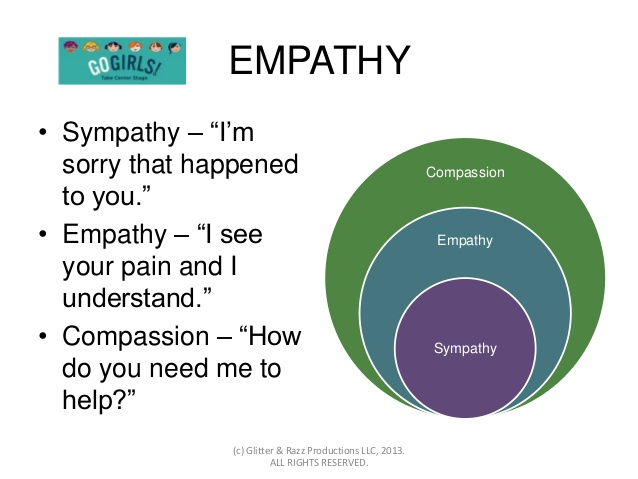 GO GIRLS!
Take Center Stage
EMPATHY
• Sympathy – “I’m
sorry that happened
to you.”
• Empathy – “I see
your pain and I
understand.”
• Compassion – “How
do you need me to
help?”
Compassion
Empathy
Sympathy
(c) Glitter & Razz Productions LLC, 2013.
ALL RIGHTS RESERVED.